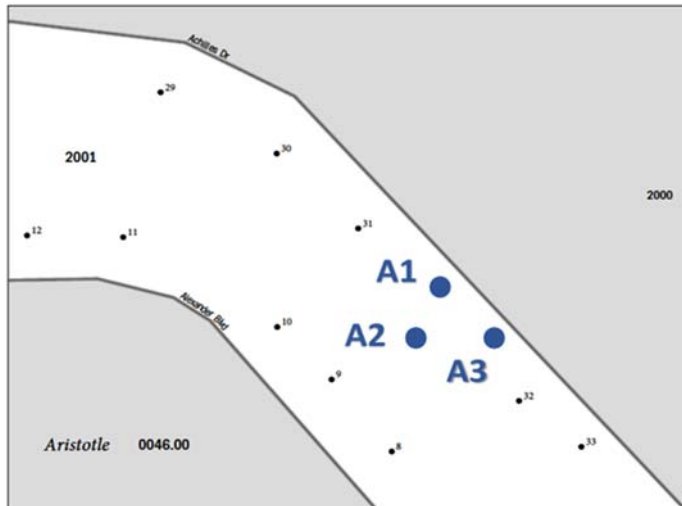 Achilles Dr
29
30
2001
2000
31
12
11
A1
Alexander Blvd
10
A2
A3
9
32
Aristotle 0046.00
8
33